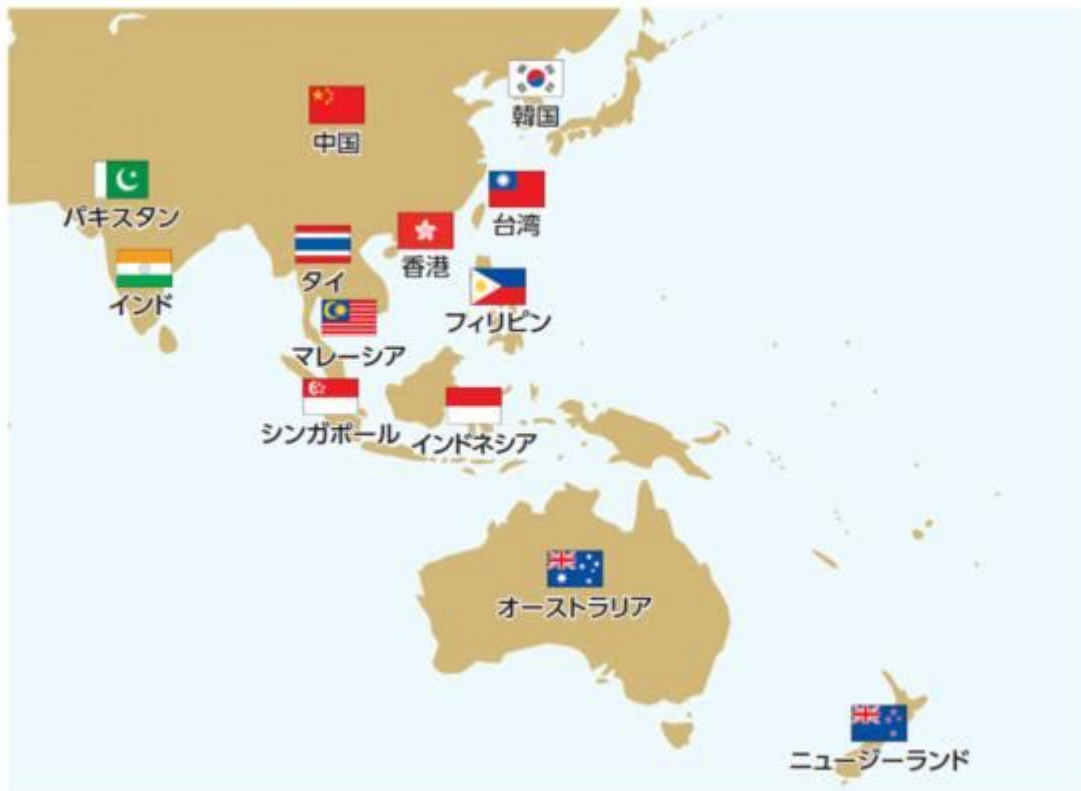 韓国
中国
パキスタン
台湾
香港
タイ
インド
フィリピン
マレーシア
シンガポール
インドネシア
オーストラリア
ニュージーランド